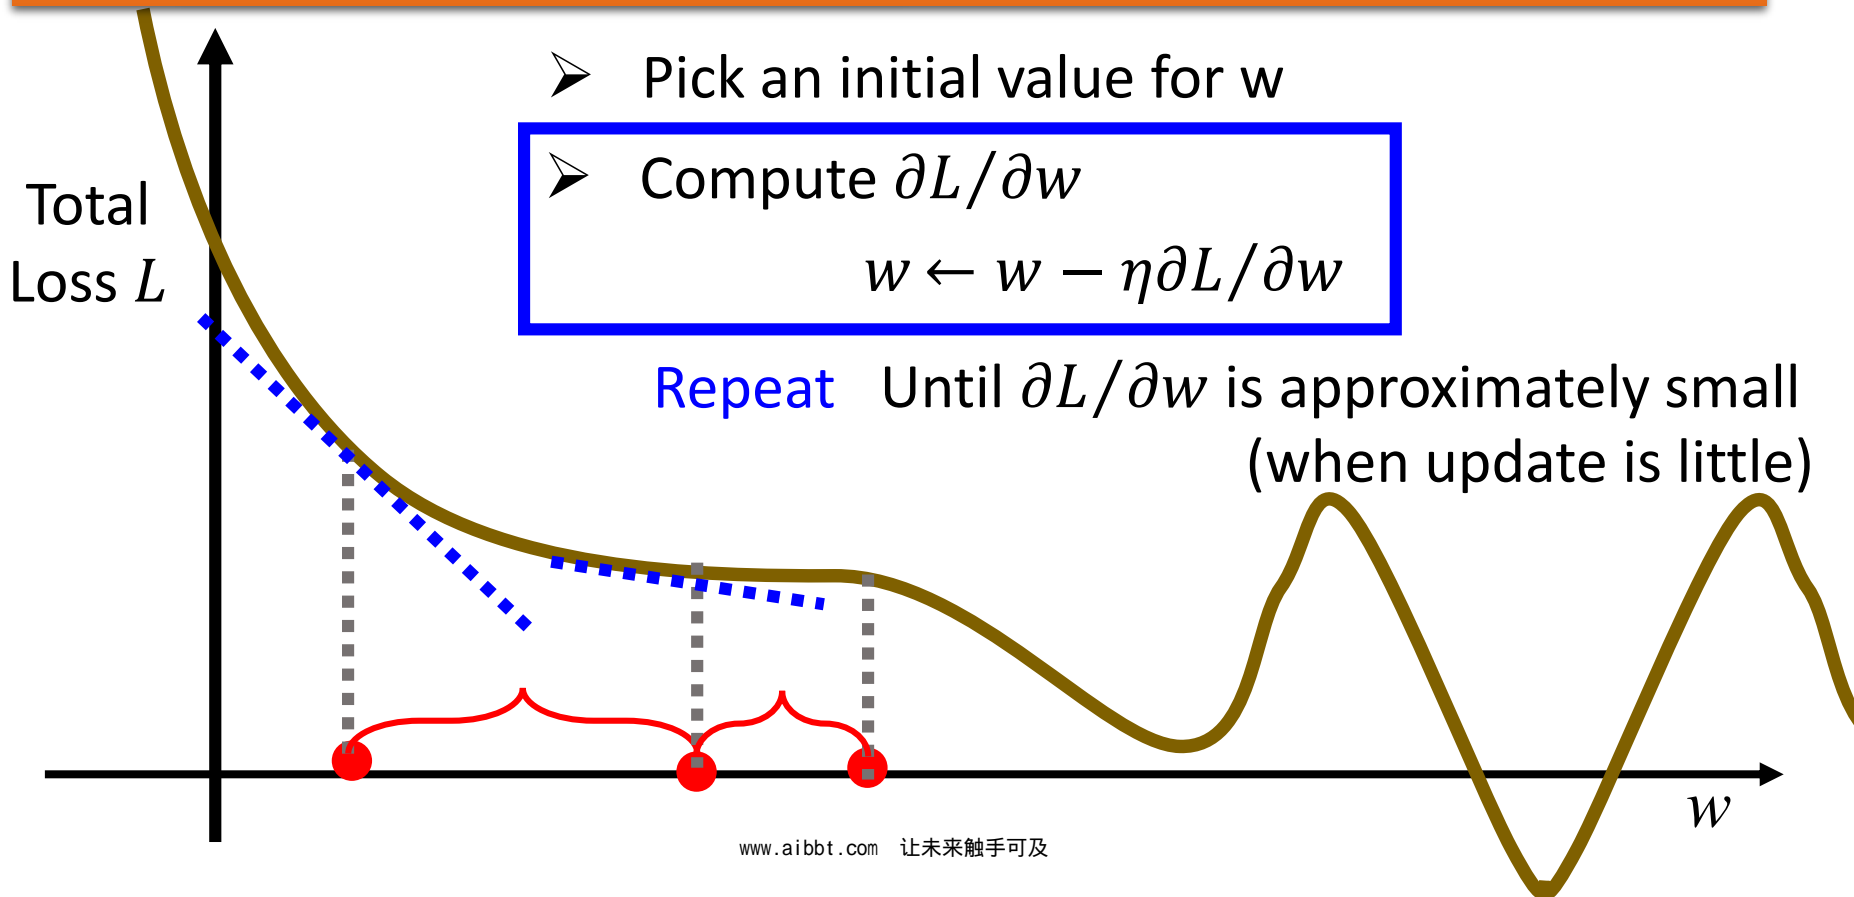 ➢ Pick an initial value for w
➢ Compute ∂L/∂w
w ← w − η∂L/∂w
Total
Loss L
Repeat Until ∂L/∂w is approximately small
(when update is little)
w
www.aibbt.com 让未来触手可及